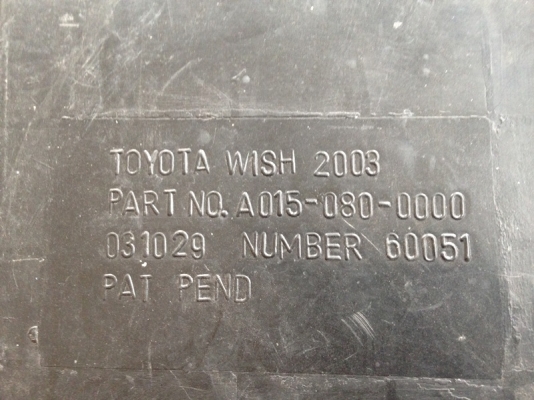 TOYOTA WISH 2003
PART NO. A015-080-0000
031029 NUMBER 60051
PAT PEND